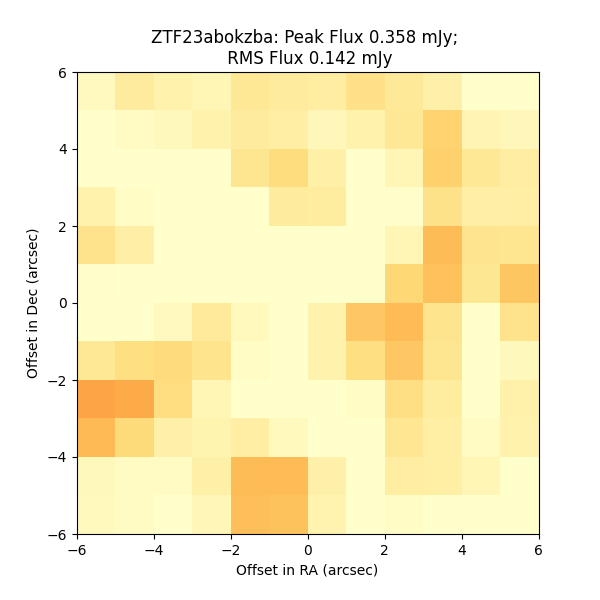 ZTF23abokzba: Peak Flux 0.358 mJy;
RMS Flux 0.142 mJy
6
4
2
0
−2
−4
−6
Offset in Dec (arcsec)
−6 −4 −2 0 2 4 6
Offset in RA (arcsec)